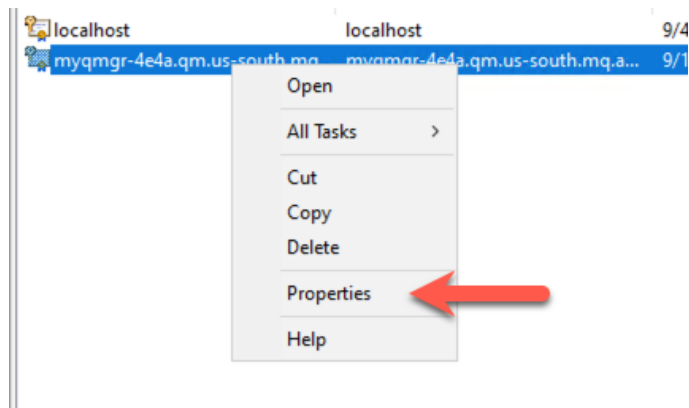 localhost localhost 9/4
myqmgr-4e4a.qm.us-south.mq myqmgr-4e4a.qm.us-south.mq.a... 9/1
Open
All Tasks >
Cut
Copy
Delete
Properties
Help